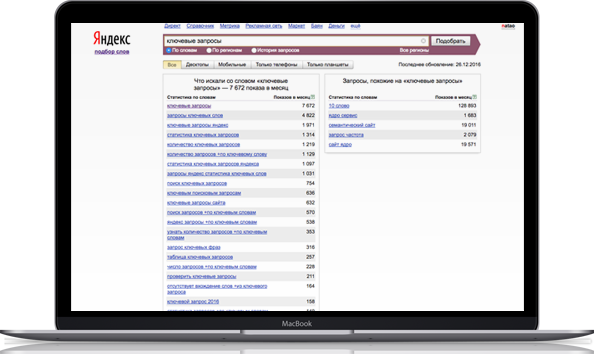 Директ Справочник Метрика Рекламная сеть Маркет Баян Деньги ещё
Яндекс
подбор слов
ключевые запросы
Подобрать
По словам По регионам История запросов Все регионы
Все Десктопы Мобильные Только телефоны Только планшеты Последнее обновление: 26.12.2016
Что искали со словом «ключевые
запросы» — 7 672 показа в месяц
Статистика по словам Показов в месяц
ключевые запросы 7 672
запросы ключевых слов 4 822
ключевые запросы яндекс 1 971
статистика ключевых запросов 1 314
количество ключевых запросов 1 219
количество запросов +по ключевому слову 1 129
статистика ключевых запросов яндекса 1 097
запросы яндекс статистика ключевых слов 1 031
поиск ключевых запросов 754
ключевым поисковым запросам 636
ключевые запросы сайта 632
поиск запросов +по ключевым словам 570
яндекс запросы +по ключевым словам 538
узнать количество запросов +по ключевым
словам 353
запрос ключевых фраз 316
таблица ключевых запросов 257
число запросов +по ключевым словам 228
проверить ключевые запросы 211
отсутствует вхождение слов +из ключевого
запроса 164
ключевой запрос 2016 158
Запросы, похожие на «ключевые запросы»
Статистика по словам Показов в месяц
10 слово 128 893
ядро сервис 1 683
семантический сайт 19 011
запрос частота 2 079
сайт ядро 19 571
MacBook